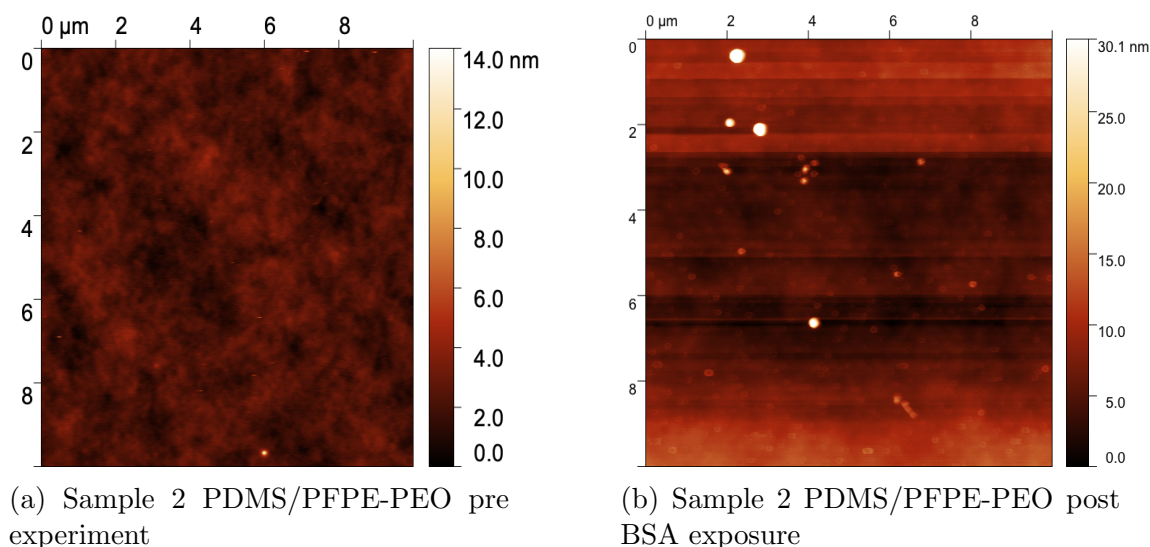 0 µm 2 4 6 8
0
2
4
6
8
14.0 nm
12.0
10.0
8.0
6.0
4.0
2.0
0.0
(a) Sample 2 PDMS/PFPE-PEO pre
experiment
0 µm 2 4 6 8
0
2
4
6
8
30.1 nm
25.0
20.0
15.0
10.0
5.0
0.0
(b) Sample 2 PDMS/PFPE-PEO post
BSA exposure